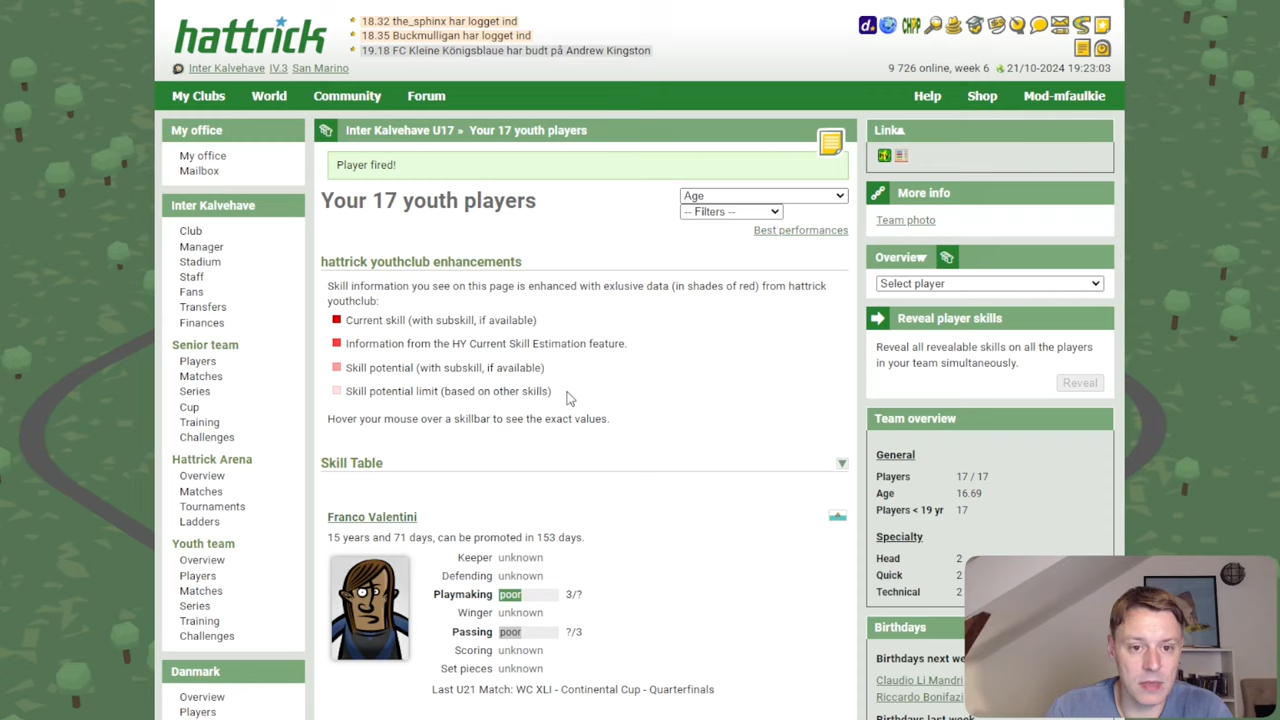 hattrick
18.32 the_sphinx har logget ind
18.35 Buckmulligan har logget ind
19.18 FC Kleine Königsblaue har budt på Andrew Kingston
d.
CHPP
Inter Kalvehave IV.3 San Marino
9 726 online, week 6 21/10-2024 19:23:03
My Clubs World Community Forum
Help Shop Mod-mfaulkie
My office
My office
Mailbox
Inter Kalvehave
Club
Manager
Stadium
Staff
Fans
Transfers
Finances
Senior team
Players
Matches
Series
Cup
Training
Challenges
Hattrick Arena
Overview
Matches
Tournaments
Ladders
Youth team
Overview
Players
Matches
Series
Training
Challenges
Danmark
Overview
Players
Inter Kalvehave U17 » Your 17 youth players
Player fired!
Your 17 youth players
Age
-- Filters --
Best performances
hattrick youthclub enhancements
Skill information you see on this page is enhanced with exlusive data (in shades of red) from hattrick
youthclub:
Current skill (with subskill, if available)
Information from the HY Current Skill Estimation feature.
Skill potential (with subskill, if available)
Skill potential limit (based on other skills)
Hover your mouse over a skillbar to see the exact values.
Skill Table
Franco Valentini
15 years and 71 days, can be promoted in 153 days.
Keeper unknown
Defending unknown
Playmaking poor 3/?
Winger unknown
Passing poor ?/3
Scoring unknown
Set pieces unknown
Last U21 Match: WC XLI - Continental Cup - Quarterfinals
Links
More info
Team photo
Overview
Select player
Reveal player skills
Reveal all revealable skills on all the players
in your team simultaneously.
Reveal
Team overview
General
Players 17 / 17
Age 16.69
Players < 19 yr 17
Specialty
Head 2
Quick 2
Technical 2
Birthdays
Birthdays next we
Claudio Li Mandri
Riccardo Bonifazi
Birthdays last week